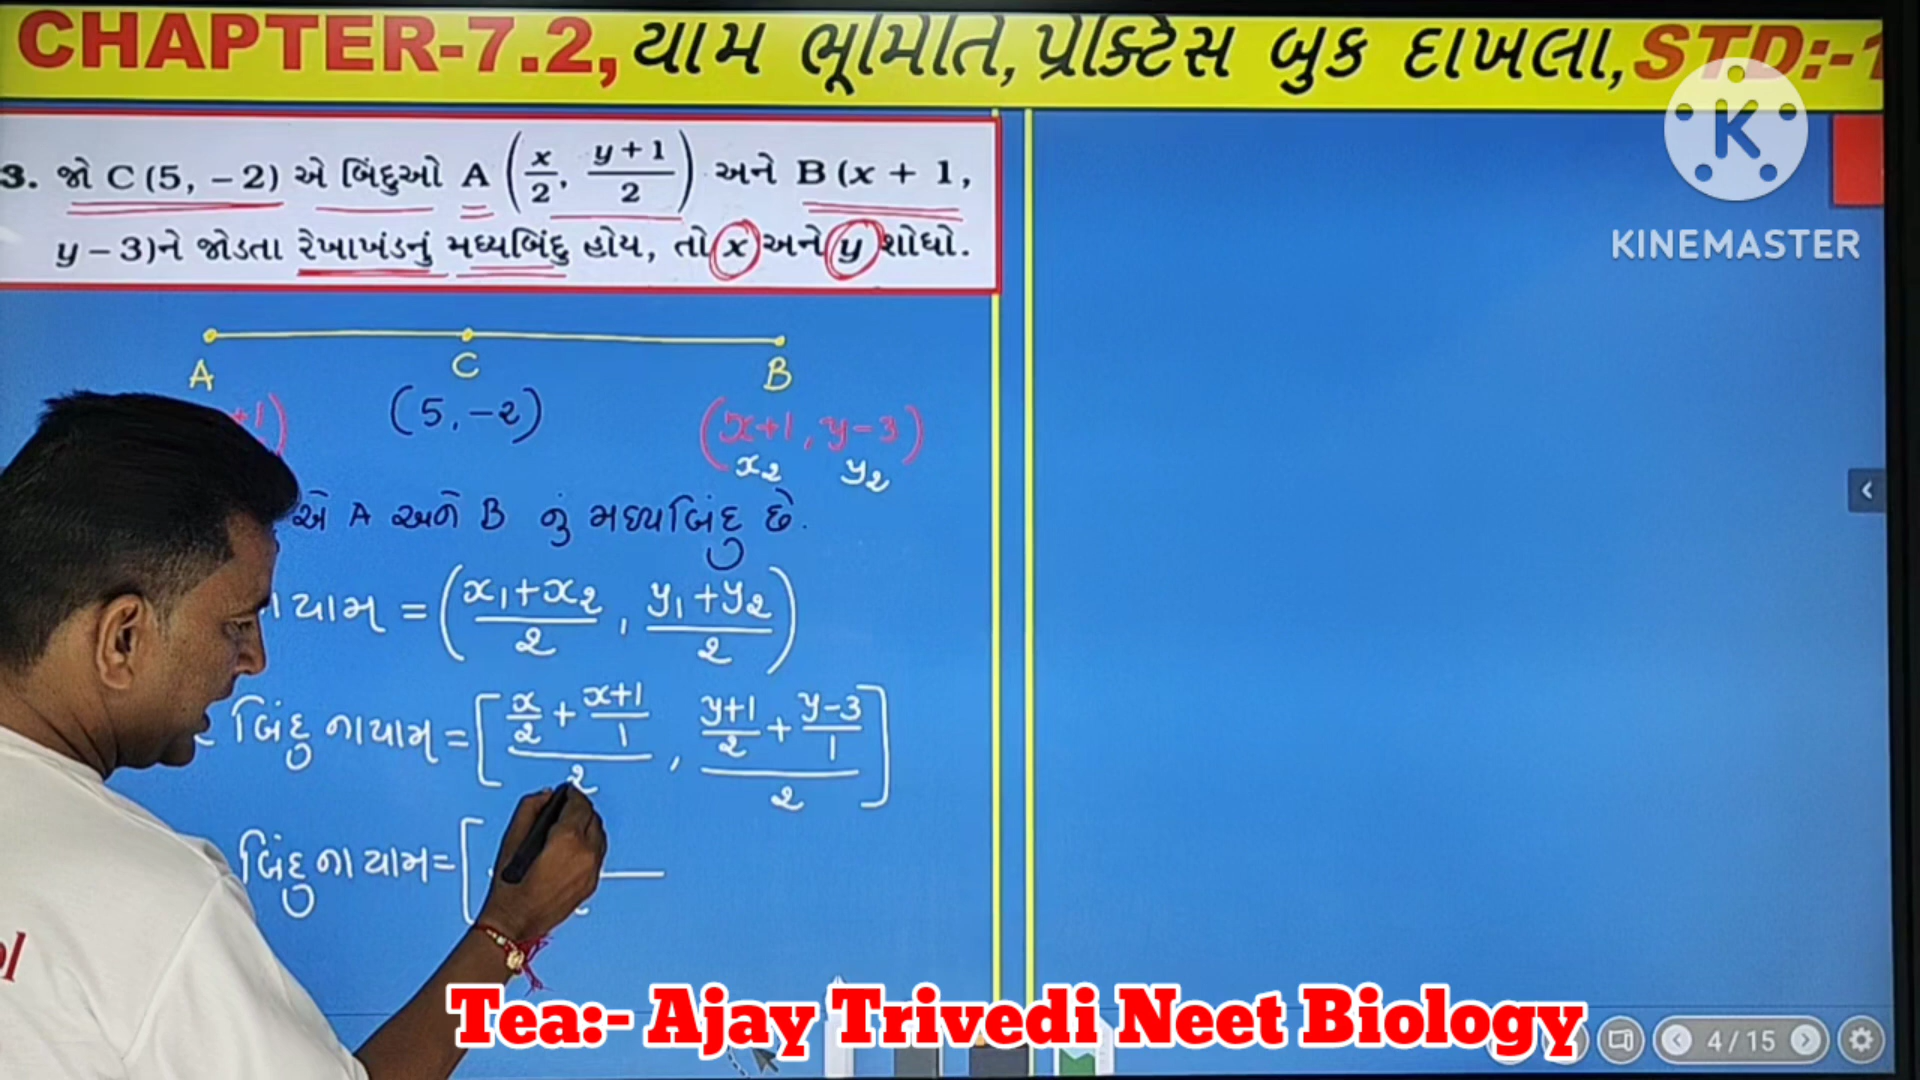 CHAPTER-7.2, યામ ભૂમિતિ, પ્રેક્ટિસ બુક દાખલા, STD:-1
KINEMASTER
3. જો C (5, – 2) એ બિંદુઓ A (x/2, y + 1/2) અને B (x + 1,
y – 3)ને જોડતા રેખાખંડનું મધ્યબિંદુ હોય, તો x અને y શોધો.
A C B
+1) (5, -2) (x+1, y-3)
x2 y2
એ A અને B નું મધ્યબિંદુ છે.
ના યામ = (x1+x2/2, y1+y2/2)
બિંદુ ના યામ = [x/2 + x+1/1 / 2, y+1/2 + y-3/1 / 2]
બિંદુ ના યામ = [
Tea:- Ajay Trivedi Neet Biology
4 / 15